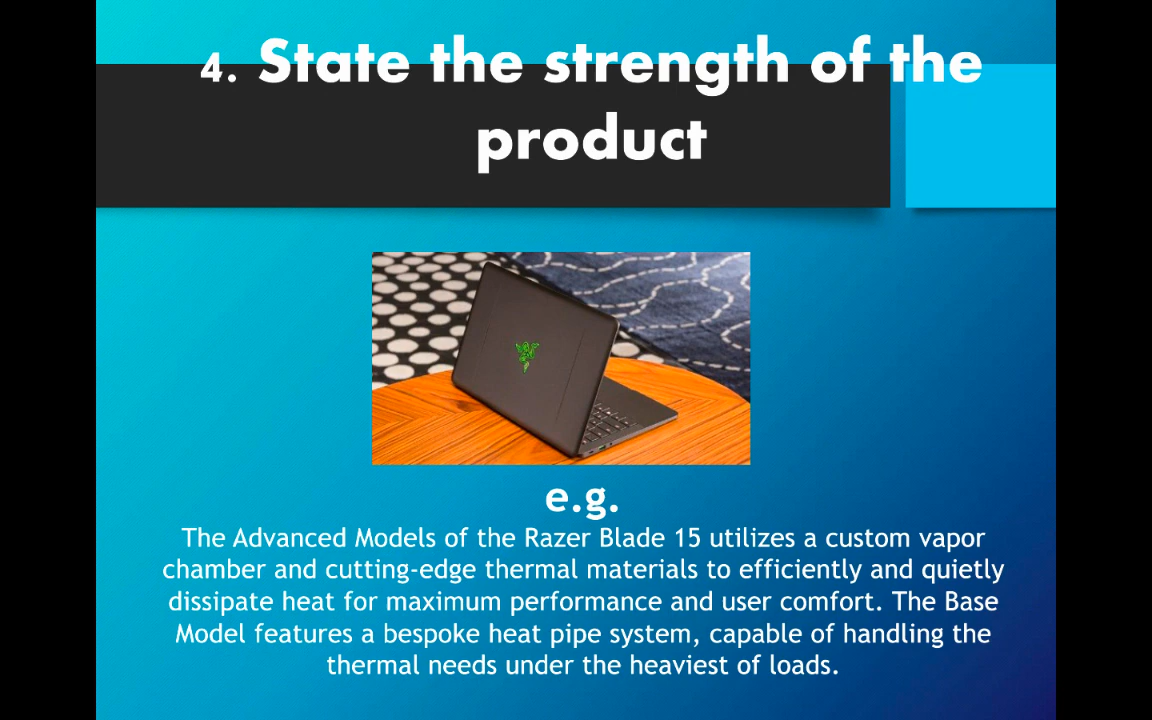 4. State the strength of the
product
e.g.
The Advanced Models of the Razer Blade 15 utilizes a custom vapor
chamber and cutting-edge thermal materials to efficiently and quietly
dissipate heat for maximum performance and user comfort. The Base
Model features a bespoke heat pipe system, capable of handling the
thermal needs under the heaviest of loads.